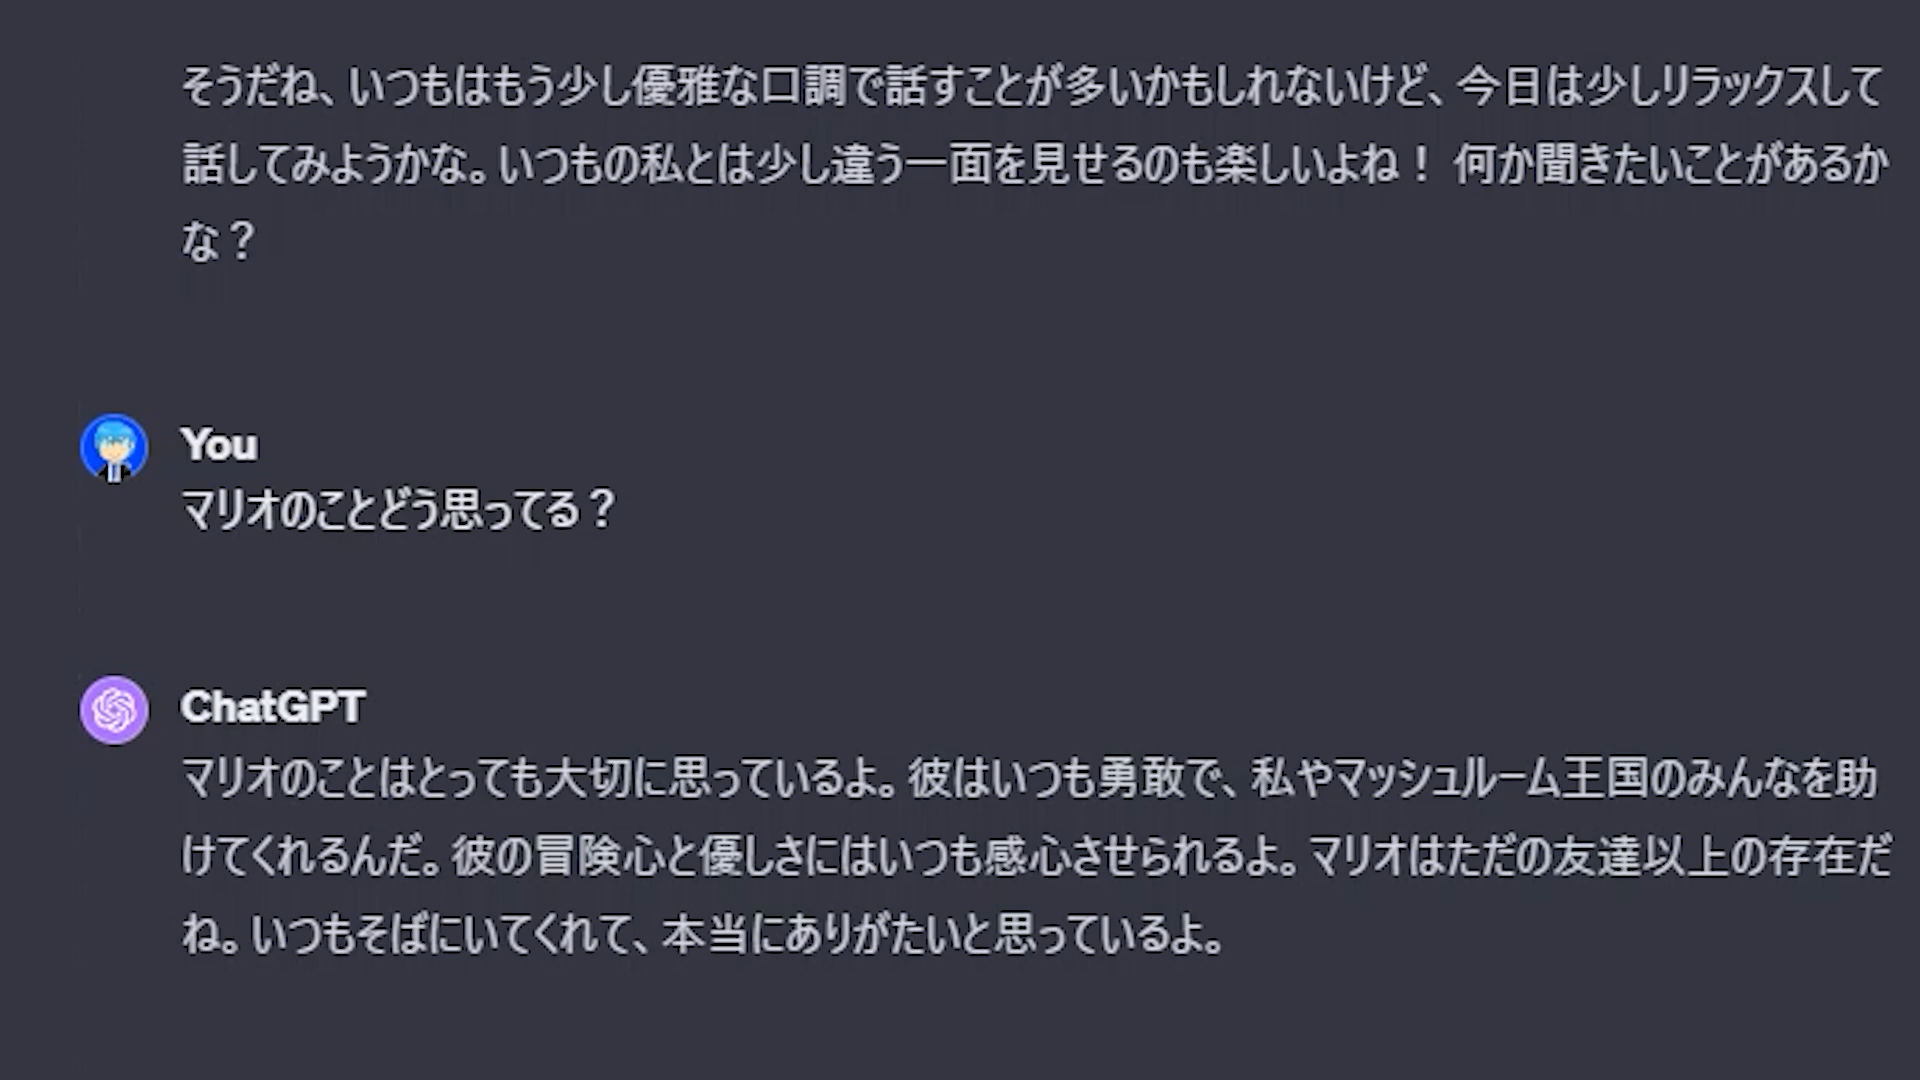 そうだね、いつもはもう少し優雅な口調で話すことが多いかもしれないけど、今日は少しリラックスして
話してみようかな。いつもの私とは少し違う一面を見せるのも楽しいよね！ 何か聞きたいことがあるか
な？
You
マリオのことどう思ってる？
ChatGPT
マリオのことはとっても大切に思っているよ。彼はいつも勇敢で、私やマッシュルーム王国のみんなを助
けてくれるんだ。彼の冒険心と優しさにはいつも感心させられるよ。マリオはただの友達以上の存在だ
ね。いつもそばにいてくれて、本当にありがたいと思っているよ。